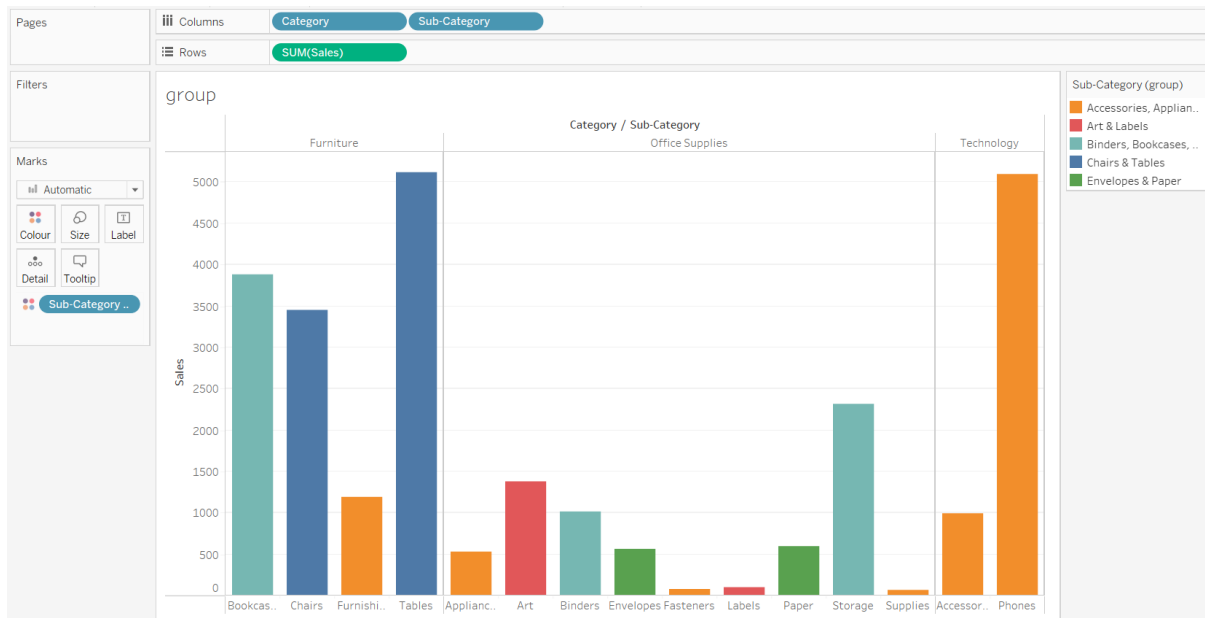 Pages
Columns
Category
Sub-Category
Rows
SUM(Sales)
Filters
Marks
Automatic
Colour
Size
Label
Detail
Tooltip
Sub-Category ..
group
Category / Sub-Category
Furniture
Office Supplies
Technology
Sales
5000
4500
4000
3500
3000
2500
2000
1500
1000
500
0
Bookcas.. Chairs Furnishi.. Tables Applianc.. Art Binders Envelopes Fasteners Labels Paper Storage Supplies Accessor.. Phones
Sub-Category (group)
Accessories, Applian..
Art & Labels
Binders, Bookcases, ..
Chairs & Tables
Envelopes & Paper